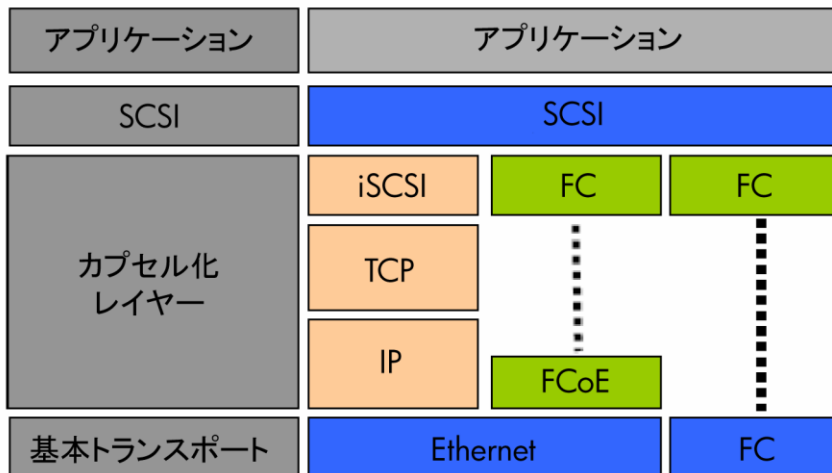 アプリケーション
アプリケーション
SCSI
SCSI
カプセル化
レイヤー
iSCSI
FC
FC
TCP
IP
FCoE
基本トランスポート
Ethernet
FC